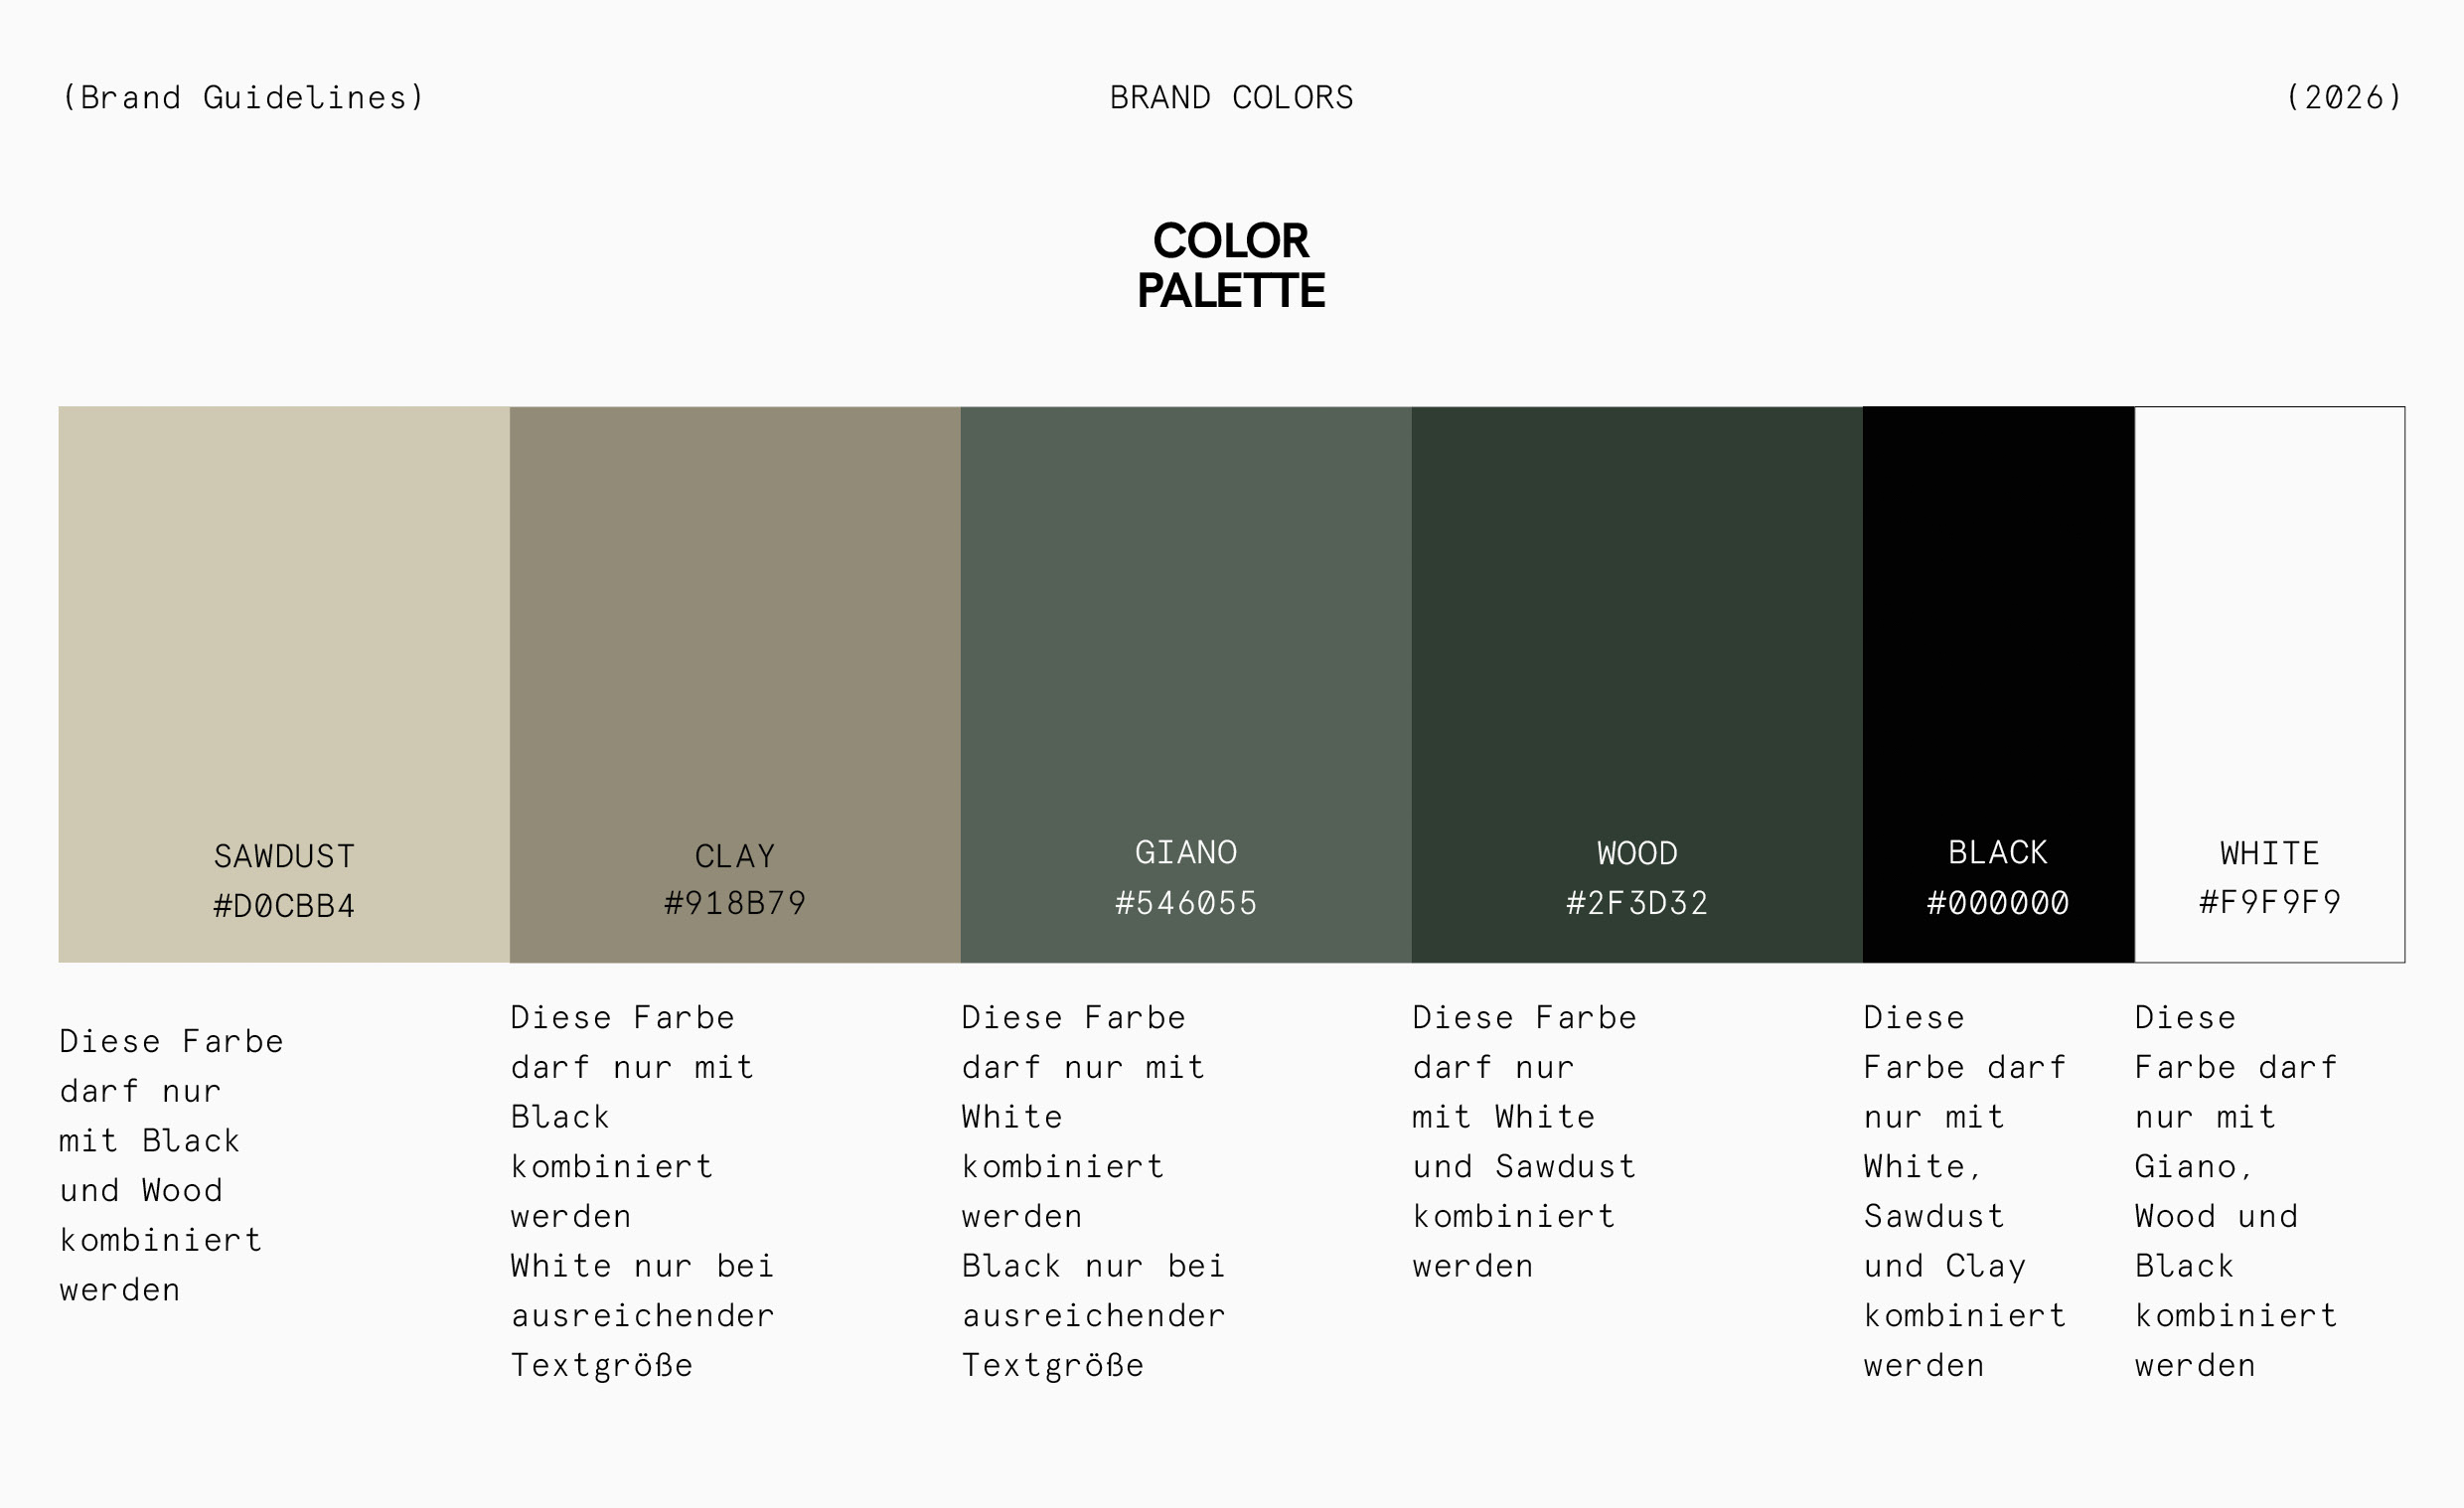 (Brand Guidelines)
BRAND COLORS
(2026)
COLOR
PALETTE
SAWDUST
#D0CBB4
CLAY
#918B79
GIANO
#546055
WOOD
#2F3D32
BLACK
#000000
WHITE
#F9F9F9
Diese Farbe
darf nur
mit Black
und Wood
kombiniert
werden
Diese Farbe
darf nur mit
Black
kombiniert
werden
White nur bei
ausreichender
Textgröße
Diese Farbe
darf nur mit
White
kombiniert
werden
Black nur bei
ausreichender
Textgröße
Diese Farbe
darf nur
mit White
und Sawdust
kombiniert
werden
Diese
Farbe darf
nur mit
White,
Sawdust
und Clay
kombiniert
werden
Diese
Farbe darf
nur mit
Giano,
Wood und
Black
kombiniert
werden